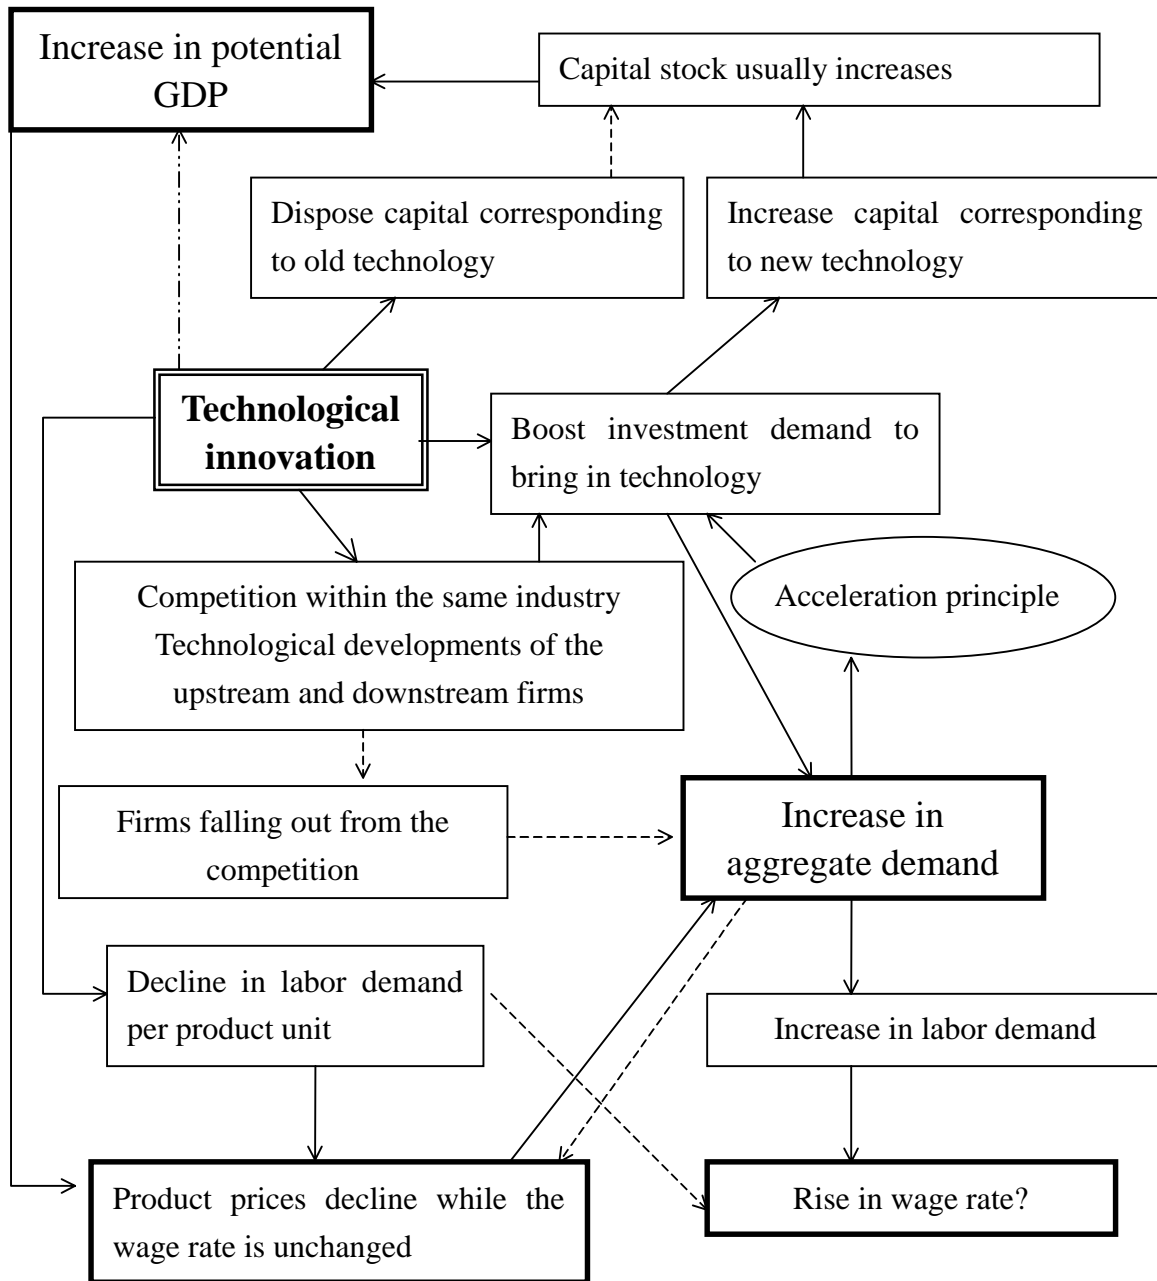 Increase in potential
GDP
Capital stock usually increases
Dispose capital corresponding
to old technology
Increase capital corresponding
to new technology
Technological
innovation
Boost investment demand to
bring in technology
Competition within the same industry
Technological developments of the
upstream and downstream firms
Acceleration principle
Firms falling out from the
competition
Increase in
aggregate demand
Decline in labor demand
per product unit
Increase in labor demand
Product prices decline while the
wage rate is unchanged
Rise in wage rate?